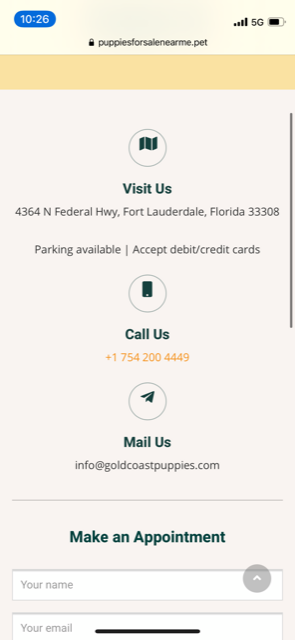 10:26
5G
puppiesforsalenearme.pet
Visit Us
4364 N Federal Hwy, Fort Lauderdale, Florida 33308
Parking available | Accept debit/credit cards
Call Us
+1 754 200 4449
Mail Us
info@goldcoastpuppies.com
Make an Appointment
Your name
Your email